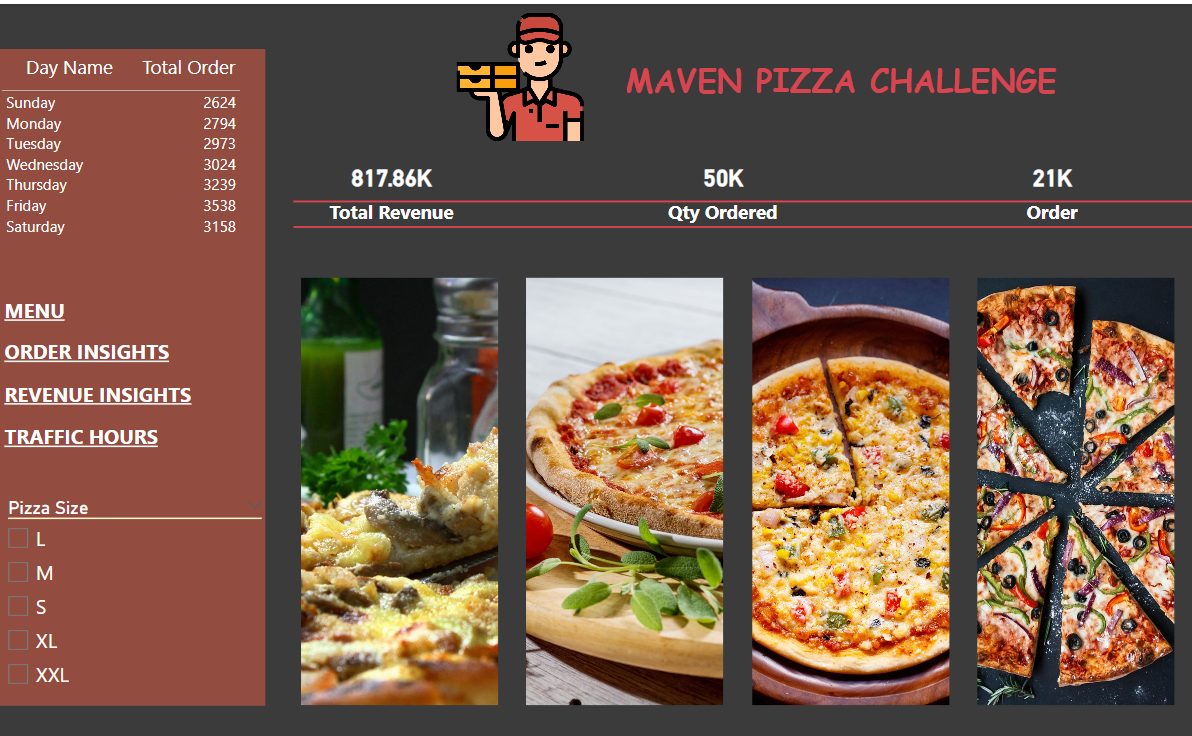 MAVEN PIZZA CHALLENGE
Day Name Total Order
Sunday 2624
Monday 2794
Tuesday 2973
Wednesday 3024
Thursday 3239
Friday 3538
Saturday 3158
817.86K 50K 21K
Total Revenue Qty Ordered Order
MENU
ORDER INSIGHTS
REVENUE INSIGHTS
TRAFFIC HOURS
Pizza Size
L
M
S
XL
XXL